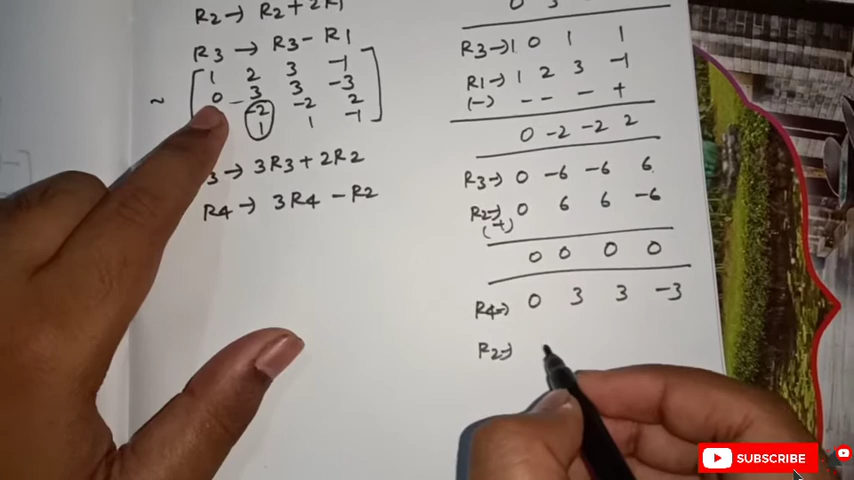 R2 → R2 + 2R1
R3 → R3 - R1
1 2 3 -1
~ 0 3 3 -3
-2 -2 2
1 1 -1
3 → 3R3 + 2R2
R4 → 3R4 - R2
R3 → 1 0 1 1
R1 → 1 2 3 -1
(-) - - - +
0 -2 -2 2
R3 → 0 -6 -6 6
R2 → 0 6 6 -6
(+)
0 0 0 0
R4 → 0 3 3 -3
R2 →
SUBSCRIBE